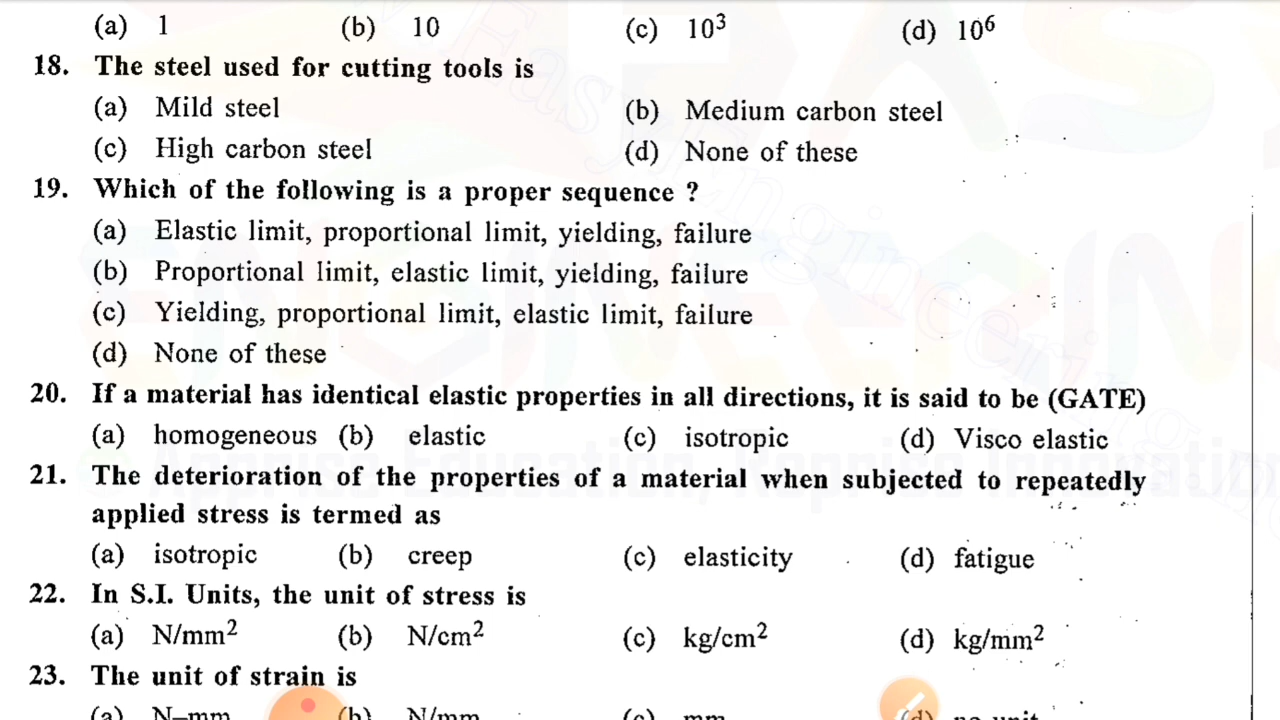 (a) 1 (b) 10 (c) 10³ (d) 10⁶
18. The steel used for cutting tools is
(a) Mild steel (b) Medium carbon steel
(c) High carbon steel (d) None of these
19. Which of the following is a proper sequence ?
(a) Elastic limit, proportional limit, yielding, failure
(b) Proportional limit, elastic limit, yielding, failure
(c) Yielding, proportional limit, elastic limit, failure
(d) None of these
20. If a material has identical elastic properties in all directions, it is said to be (GATE)
(a) homogeneous (b) elastic (c) isotropic (d) Visco elastic
21. The deterioration of the properties of a material when subjected to repeatedly
applied stress is termed as
(a) isotropic (b) creep (c) elasticity (d) fatigue
22. In S.I. Units, the unit of stress is
(a) N/mm² (b) N/cm² (c) kg/cm² (d) kg/mm²
23. The unit of strain is
(a) N–mm (b) N/mm (c) mm (d) no unit